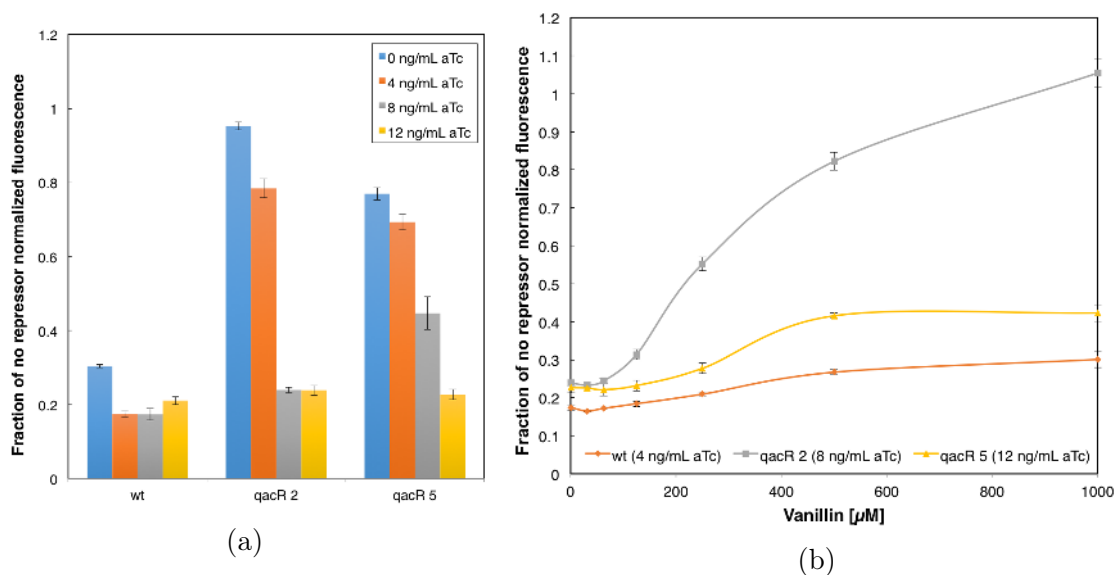 1.2
1
0.8
0.6
0.4
0.2
0
Fraction of no repressor normalized fluorescence
0 ng/mL aTc
4 ng/mL aTc
8 ng/mL aTc
12 ng/mL aTc
wt
qacR 2
qacR 5
(a)
1.2
1.1
1
0.9
0.8
0.7
0.6
0.5
0.4
0.3
0.2
0.1
0
Fraction of no repressor normalized fluorescence
wt (4 ng/mL aTc)
qacR 2 (8 ng/mL aTc)
qacR 5 (12 ng/mL aTc)
0
200
400
600
800
1000
Vanillin [µM]
(b)